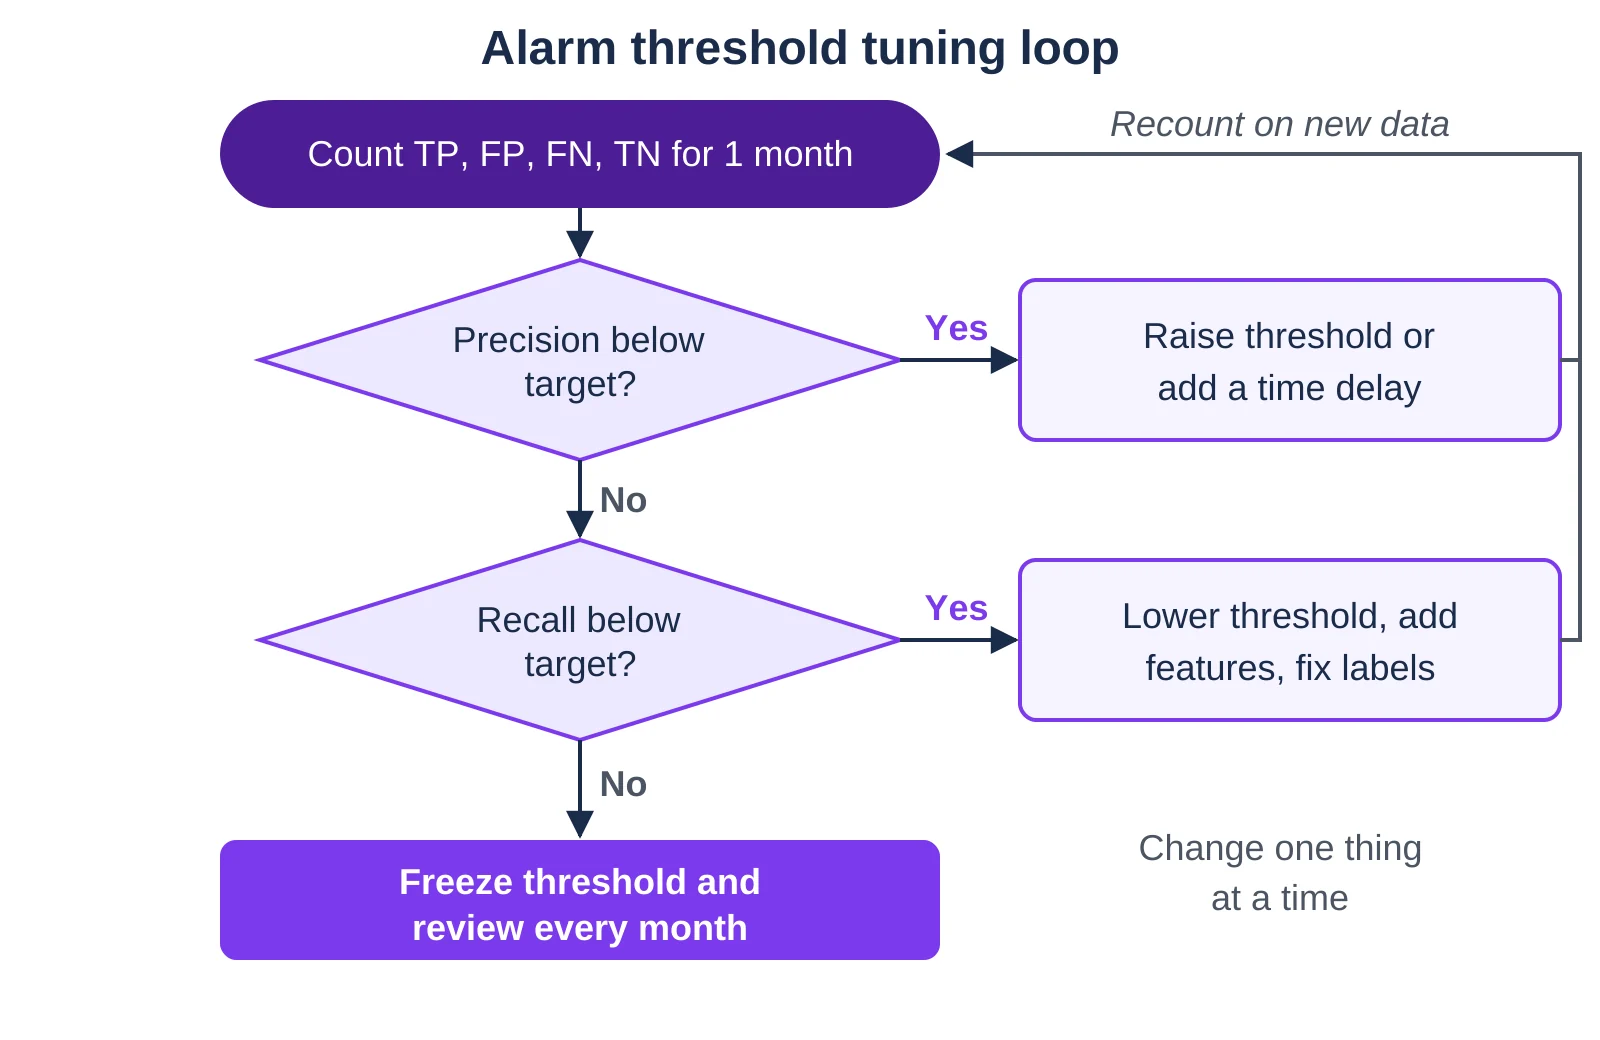 Alarm threshold tuning loop
Count TP, FP, FN, TN for 1 month
Recount on new data
Precision below
target?
Yes
Raise threshold or
add a time delay
No
Recall below
target?
Yes
Lower threshold, add
features, fix labels
No
Freeze threshold and
review every month
Change one thing
at a time